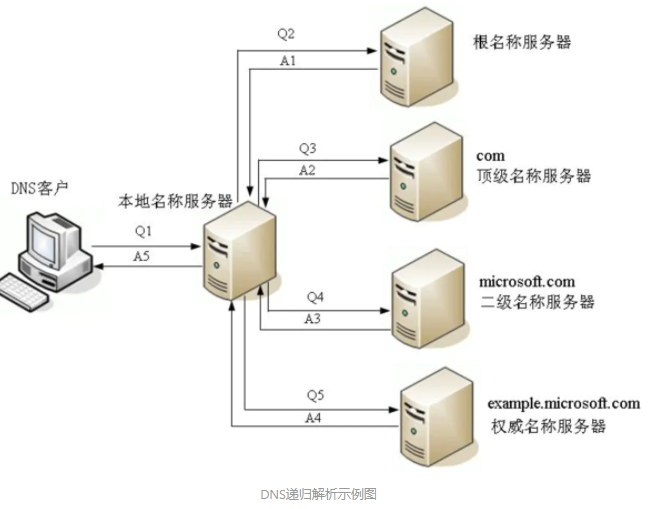 Q2
根名称服务器
A1
Q3
com
A2
顶级名称服务器
DNS客户
本地名称服务器
Q1
A5
microsoft.com
Q4
二级名称服务器
A3
Q5
example.microsoft.com
A4
权威名称服务器
DNS递归解析示例图